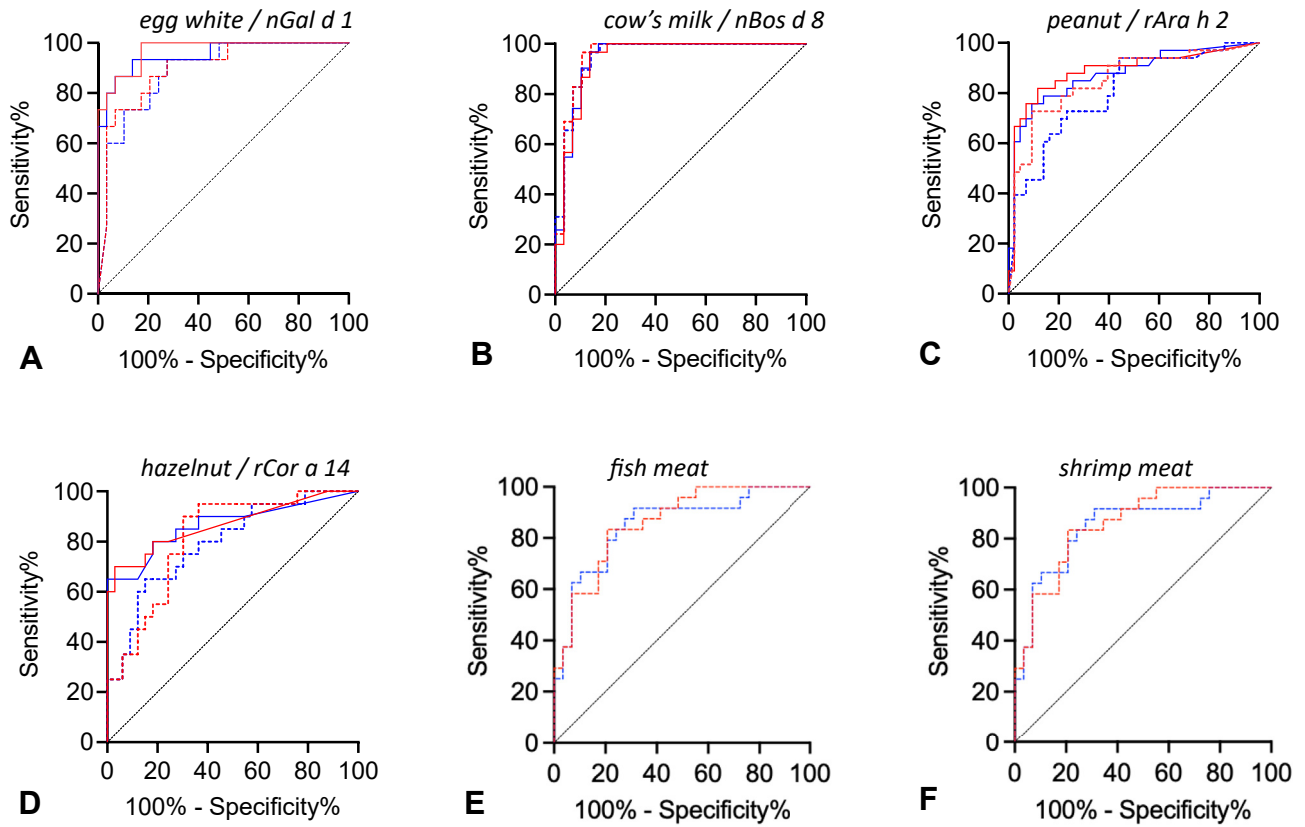 egg white / nGal d 1
100
80
60
40
20
0
Sensitivity%
0 20 40 60 80 100
100% - Specificity%
A
cow's milk / nBos d 8
100
80
60
40
20
0
Sensitivity%
0 20 40 60 80 100
100% - Specificity%
B
peanut / rAra h 2
100
80
60
40
20
0
Sensitivity%
0 20 40 60 80 100
100% - Specificity%
C
hazelnut / rCor a 14
100
80
60
40
20
0
Sensitivity%
0 20 40 60 80 100
100% - Specificity%
D
fish meat
100
80
60
40
20
0
Sensitivity%
0 20 40 60 80 100
100% - Specificity%
E
shrimp meat
100
80
60
40
20
0
Sensitivity%
0 20 40 60 80 100
100% - Specificity%
F